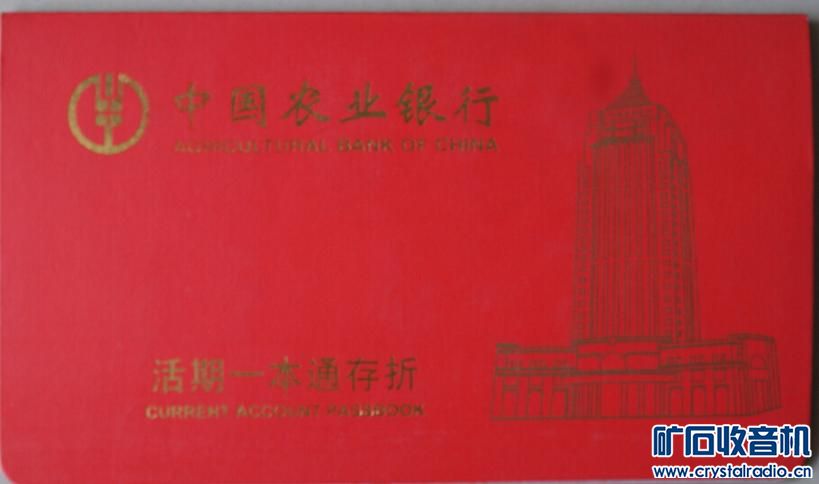 中国农业银行
AGRICULTURAL BANK OF CHINA
活期一本通存折
CURRENT ACCOUNT PASSBOOK
矿石收音机
www.crystalradio.cn